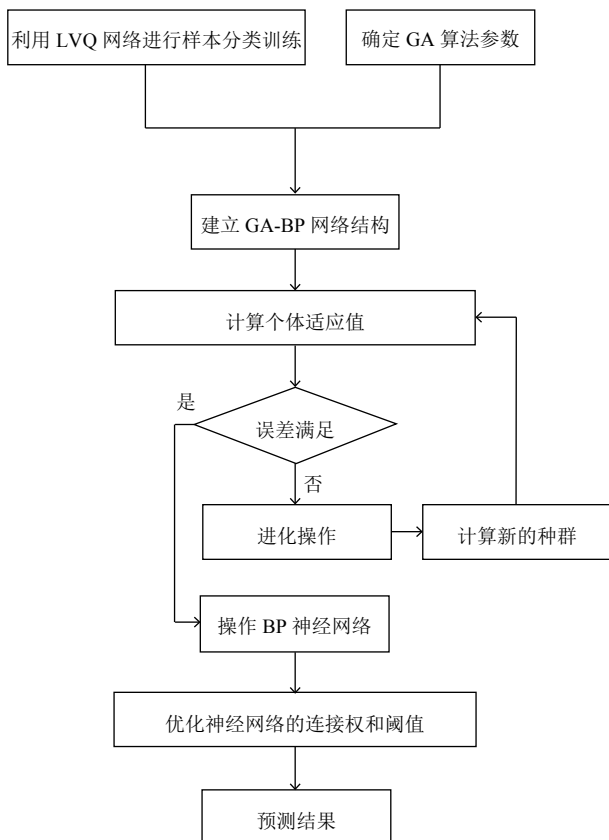 利用 LVQ 网络进行样本分类训练
确定 GA 算法参数
建立 GA-BP 网络结构
计算个体适应值
是
误差满足
否
进化操作
计算新的种群
操作 BP 神经网络
优化神经网络的连接权和阈值
预测结果